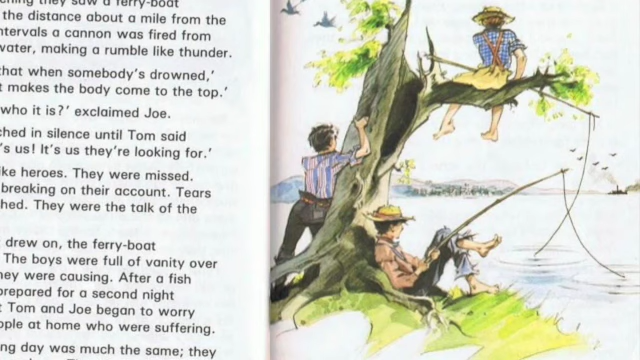 they saw a ferry-boat
the distance about a mile from the
ntervals a cannon was fired from
water, making a rumble like thunder.
that when somebody's drowned,'
t makes the body come to the top.'
who it is?' exclaimed Joe.
ched in silence until Tom said
's us! It's us they're looking for.'
ike heroes. They were missed.
breaking on their account. Tears
hed. They were the talk of the
drew on, the ferry-boat
The boys were full of vanity over
hey were causing. After a fish
prepared for a second night
t Tom and Joe began to worry
ople at home who were suffering.
ng day was much the same; they